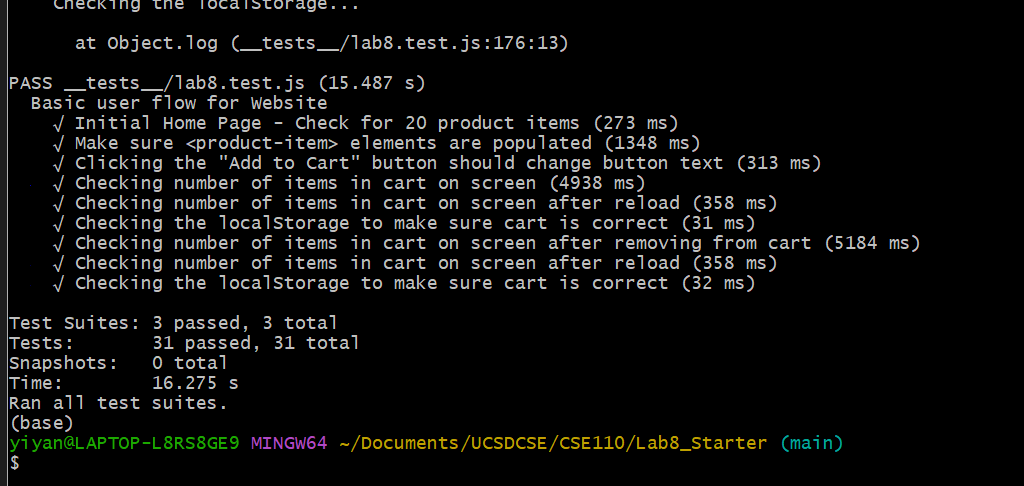 Checking the localStorage...
at Object.log (__tests__/lab8.test.js:176:13)
PASS __tests__/lab8.test.js (15.487 s)
Basic user flow for Website
√ Initial Home Page - Check for 20 product items (273 ms)
√ Make sure <product-item> elements are populated (1348 ms)
√ Clicking the "Add to Cart" button should change button text (313 ms)
√ Checking number of items in cart on screen (4938 ms)
√ Checking number of items in cart on screen after reload (358 ms)
√ Checking the localStorage to make sure cart is correct (31 ms)
√ Checking number of items in cart on screen after removing from cart (5184 ms)
√ Checking number of items in cart on screen after reload (358 ms)
√ Checking the localStorage to make sure cart is correct (32 ms)
Test Suites: 3 passed, 3 total
Tests:       31 passed, 31 total
Snapshots:   0 total
Time:        16.275 s
Ran all test suites.
(base)
yiyan@LAPTOP-L8RS8GE9 MINGW64 ~/Documents/UCSDCSE/CSE110/Lab8_Starter (main)
$